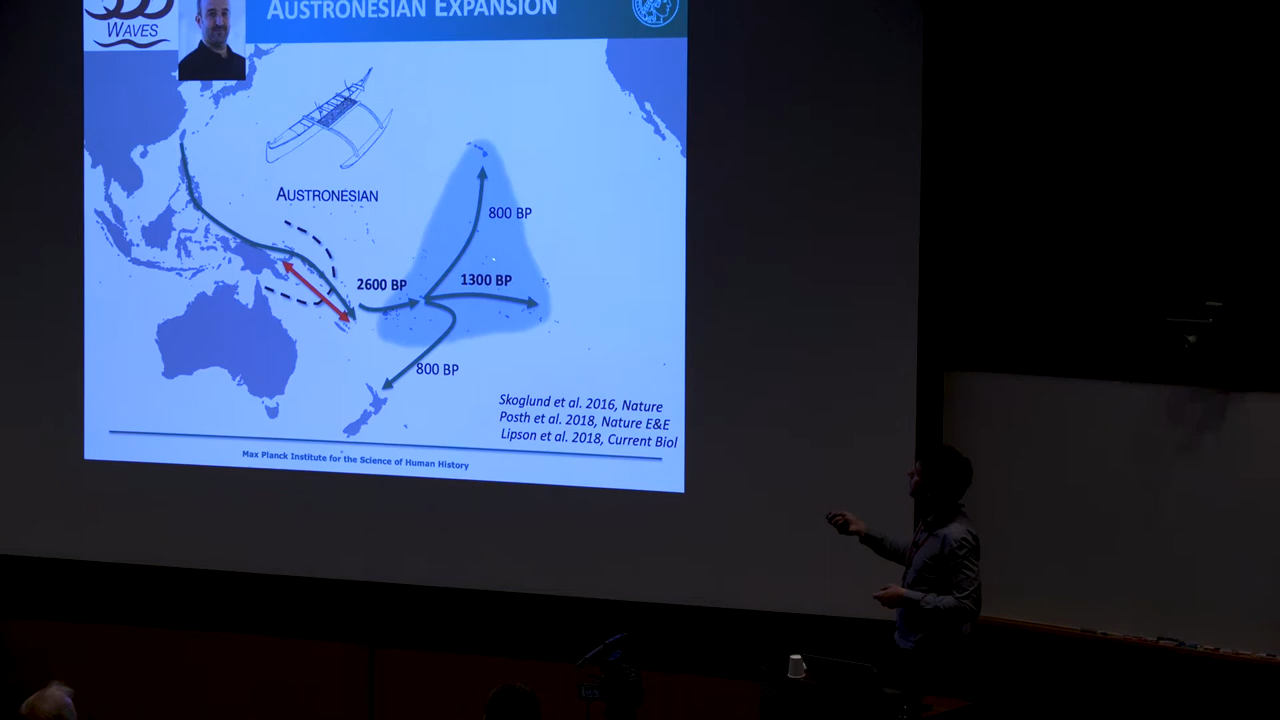 AUSTRONESIAN EXPANSION
WAVES
AUSTRONESIAN
800 BP
2600 BP
1300 BP
800 BP
Skoglund et al. 2016, Nature
Posth et al. 2018, Nature E&E
Lipson et al. 2018, Current Biol
Max Planck Institute for the Science of Human History